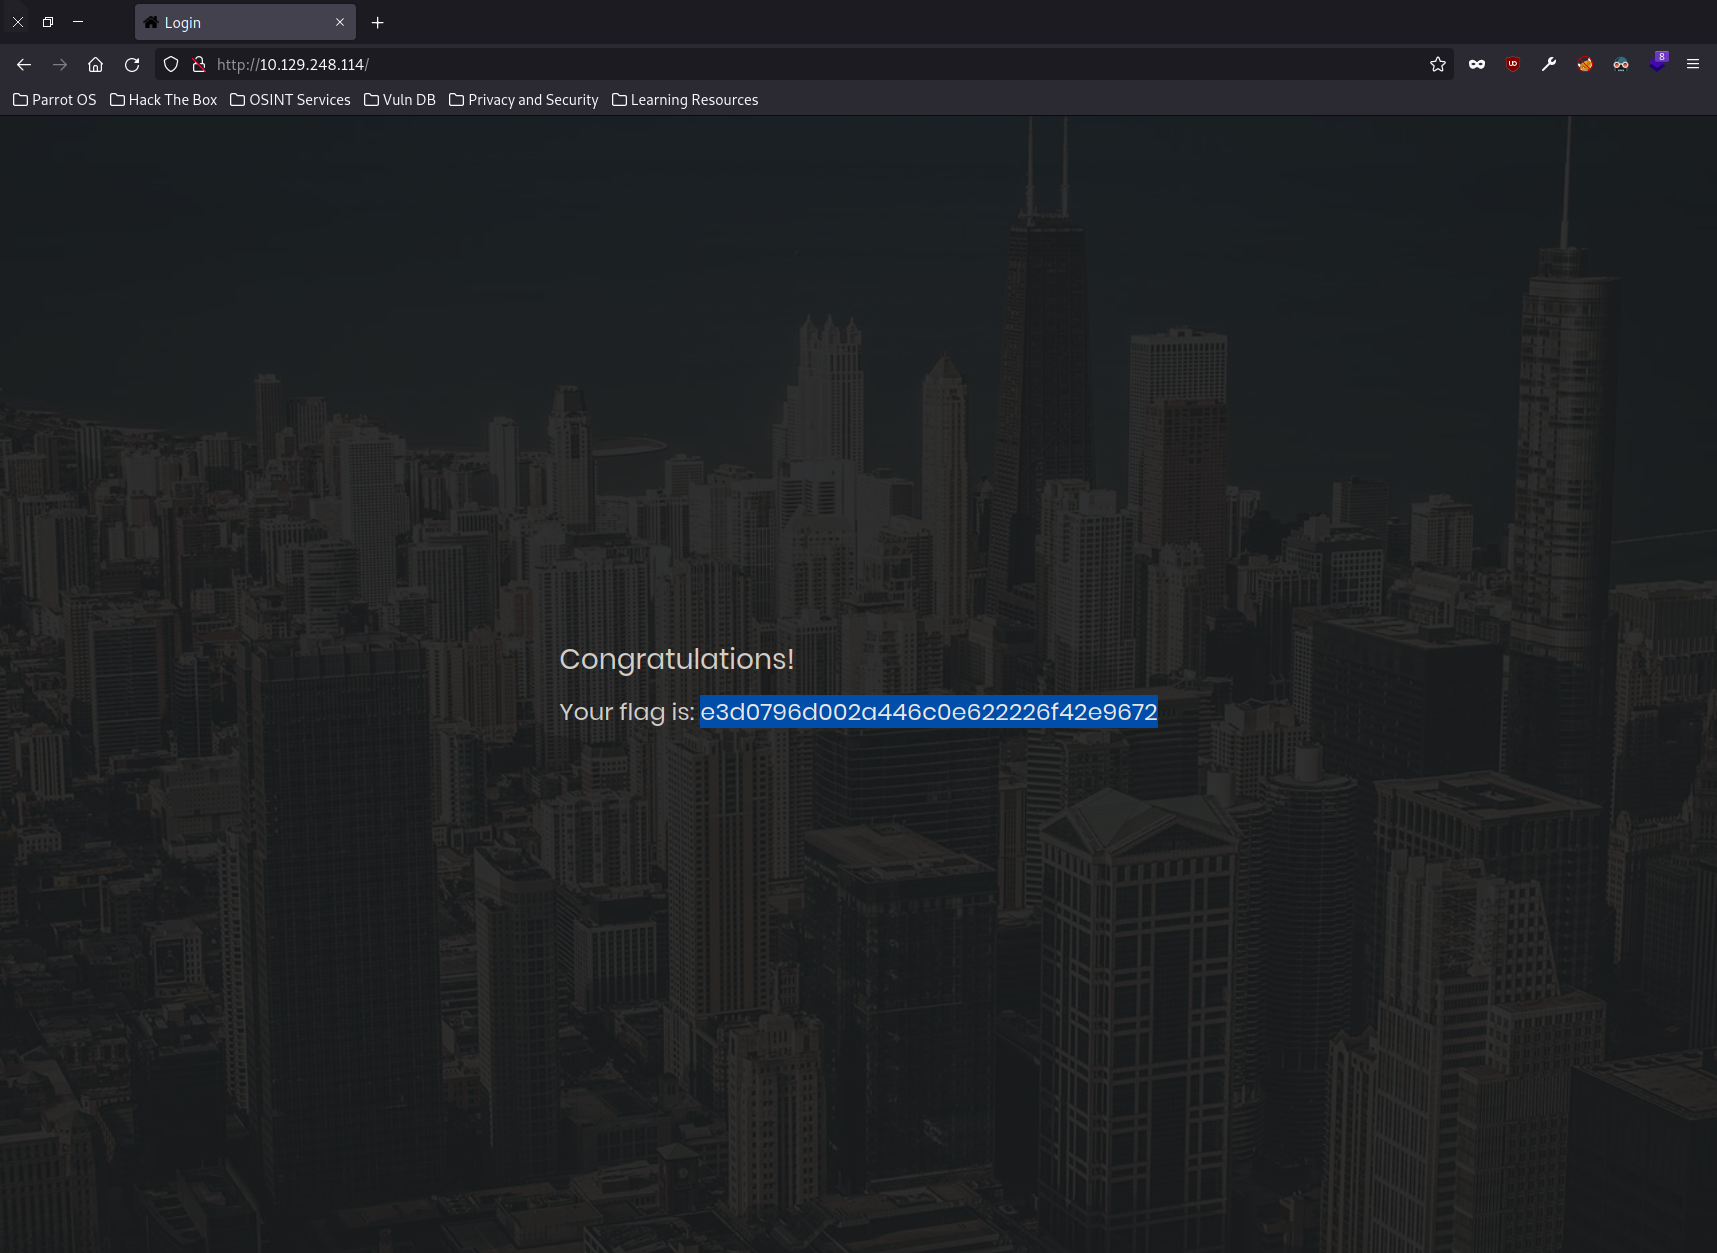 Login
http://10.129.248.114/
8
Parrot OS Hack The Box OSINT Services Vuln DB Privacy and Security Learning Resources
Congratulations!
Your flag is: e3d0796d002a446c0e622226f42e9672